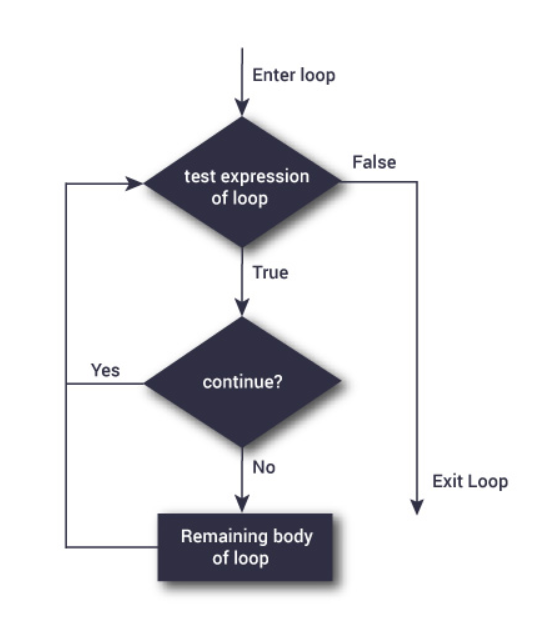 Enter loop
test expression
of loop
False
True
Yes
continue?
No
Exit Loop
Remaining body
of loop